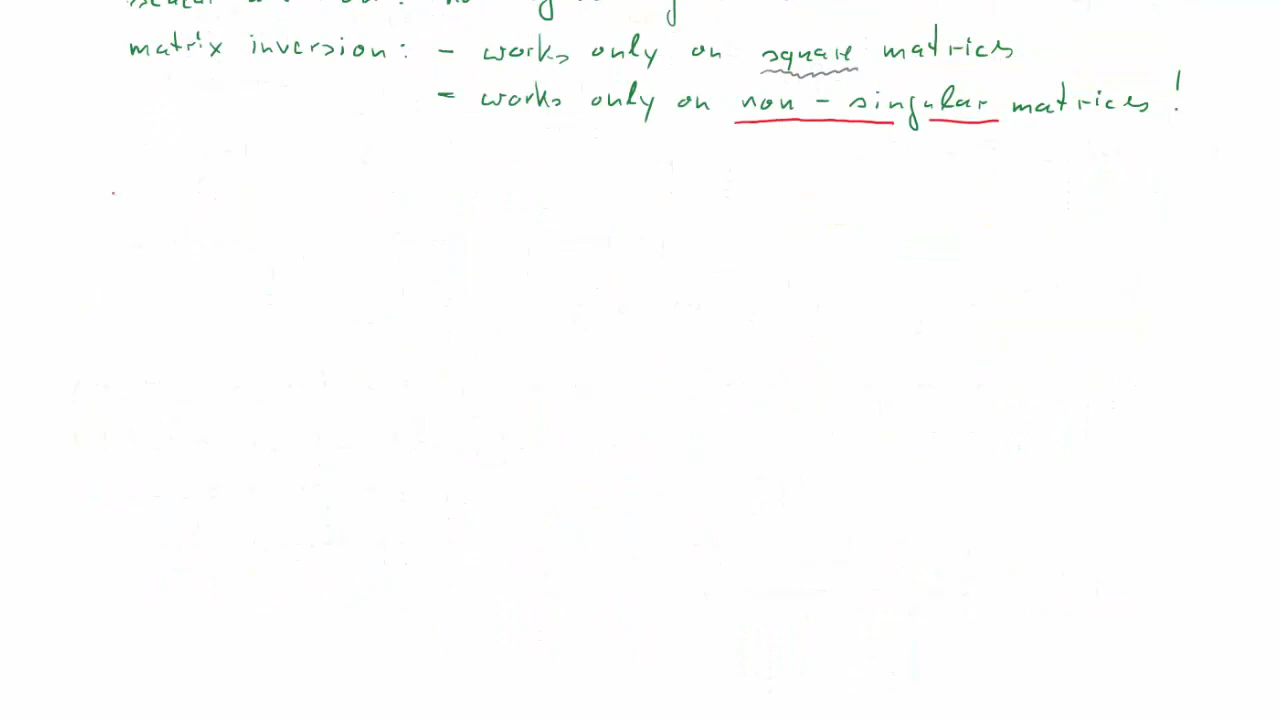 matrix inversion: - works only on square matrices
- works only on non - singular matrices !